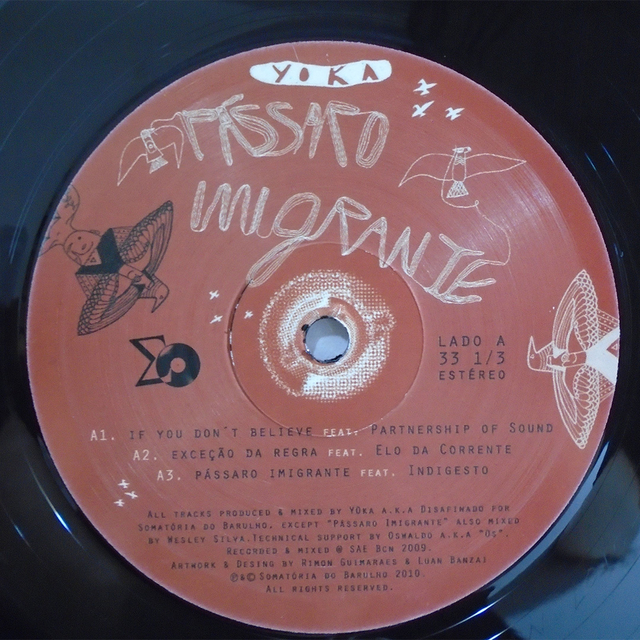 YOKA
PÁSSARO
IMIGRANTE
LADO A
33 1/3
ESTÉREO
A1. IF YOU DON'T BELIEVE FEAT. PARTNERSHIP OF SOUND
A2. EXCEÇÃO DA REGRA FEAT. ELO DA CORRENTE
A3. PÁSSARO IMIGRANTE FEAT. INDIGESTO
ALL TRACKS PRODUCED & MIXED BY YOKA A.K.A DISAFINADO FOR
SOMATÓRIA DO BARULHO, EXCEPT "PÁSSARO IMIGRANTE" ALSO MIXED
BY WESLEY SILVA.TECHNICAL SUPPORT BY OSWALDO A.K.A
RECORDED & MIXED @ SAE BCN 2009.
ARTWORK & DESING BY RIMON GUIMARAES & LUAN BANZAI
℗&© SOMATÓRIA DO BARULHO 2010.
ALL RIGHTS RESERVED.